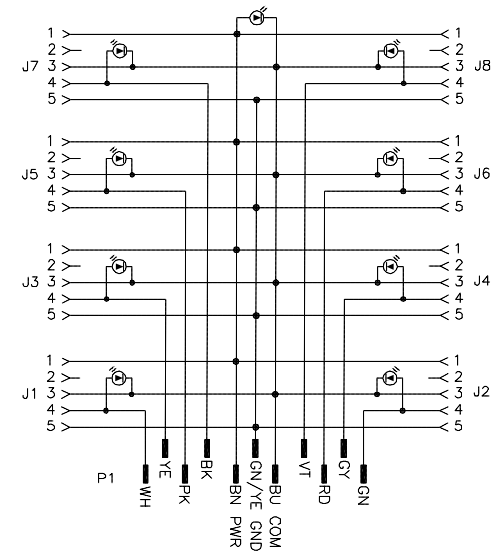 1 1
2 2
J7 3 3 J8
4 4
5 5
1 1
2 2
J5 3 3 J6
4 4
5 5
1 1
2 2
J3 3 3 J4
4 4
5 5
1 1
2 2
J1 3 3 J2
4 4
5 5
P1
WH
YE
PK
BK
BN PWR
GN/YE GND
BU COM
VT
RD
GY
GN